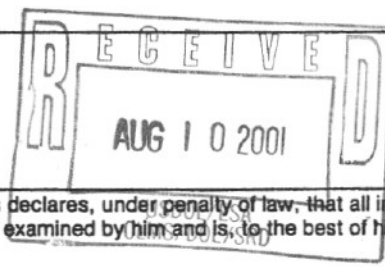 RECEIVED
AUG 10 2001
s declares, under penalty of law, that all i
examined by him and is, to the best of h